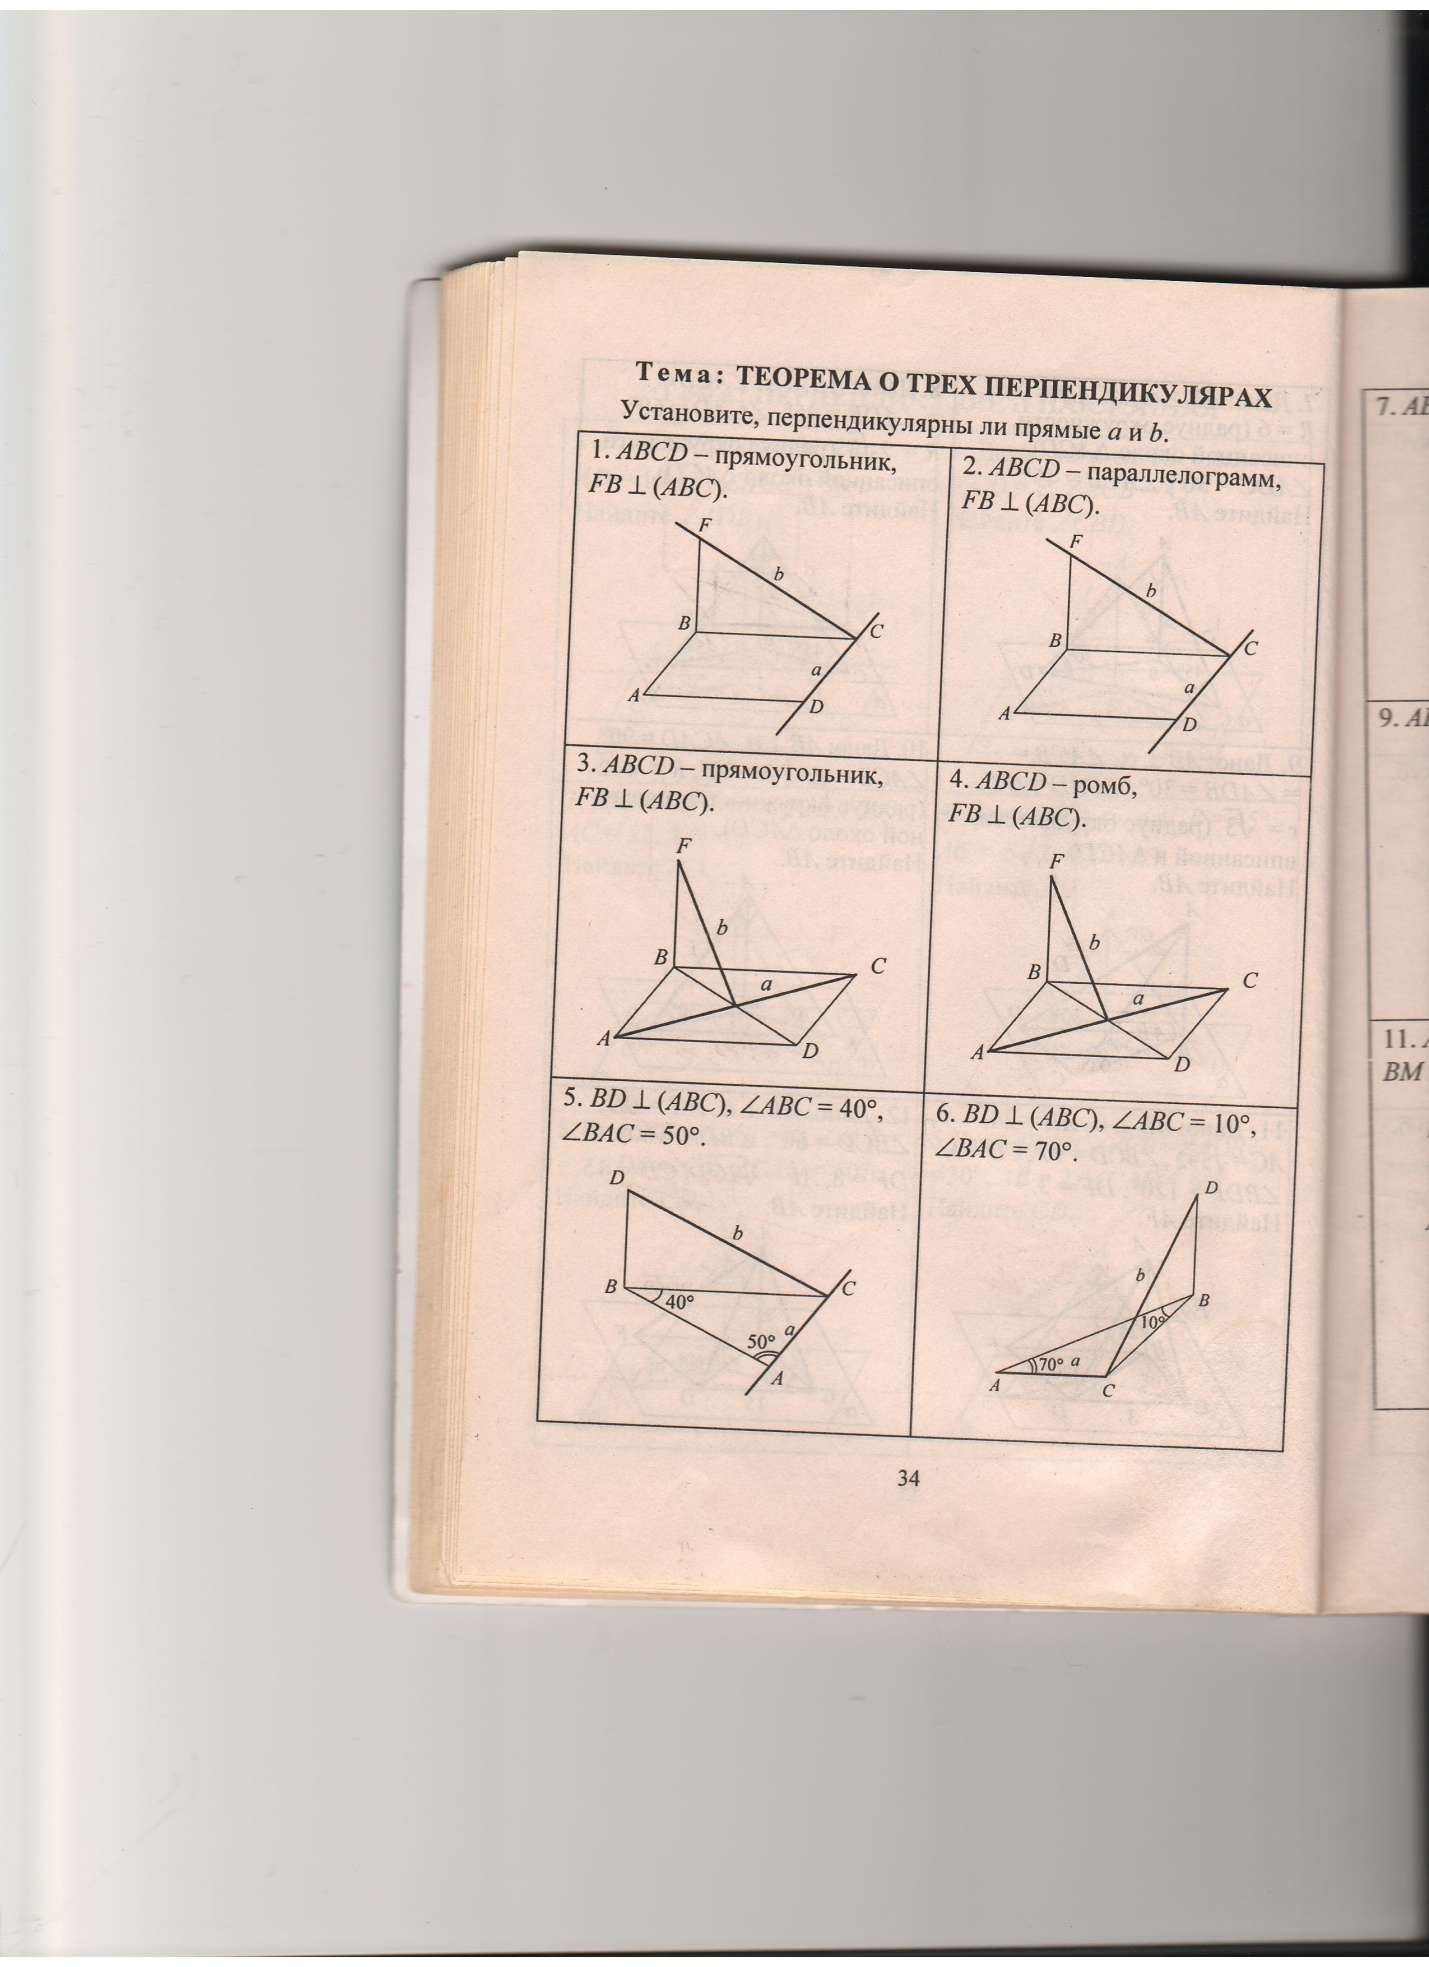 Тема: ТЕОРЕМА О ТРЕХ ПЕРПЕНДИКУЛЯРАХ
Установите, перпендикулярны ли прямые a и b.
1. ABCD – прямоугольник,
FB ⊥ (ABC).
F
b
B
C
a
A
D
2. ABCD – параллелограмм,
FB ⊥ (ABC).
F
b
B
C
a
A
D
3. ABCD – прямоугольник,
FB ⊥ (ABC).
F
b
B
C
a
A
D
4. ABCD – ромб,
FB ⊥ (ABC).
F
b
B
C
a
A
D
5. BD ⊥ (ABC), ∠ABC = 40°,
∠BAC = 50°.
D
b
B
C
40°
50°
a
A
6. BD ⊥ (ABC), ∠ABC = 10°,
∠BAC = 70°.
D
b
B
10°
70°
a
A
C
34
7. AB
9.
11.
BM